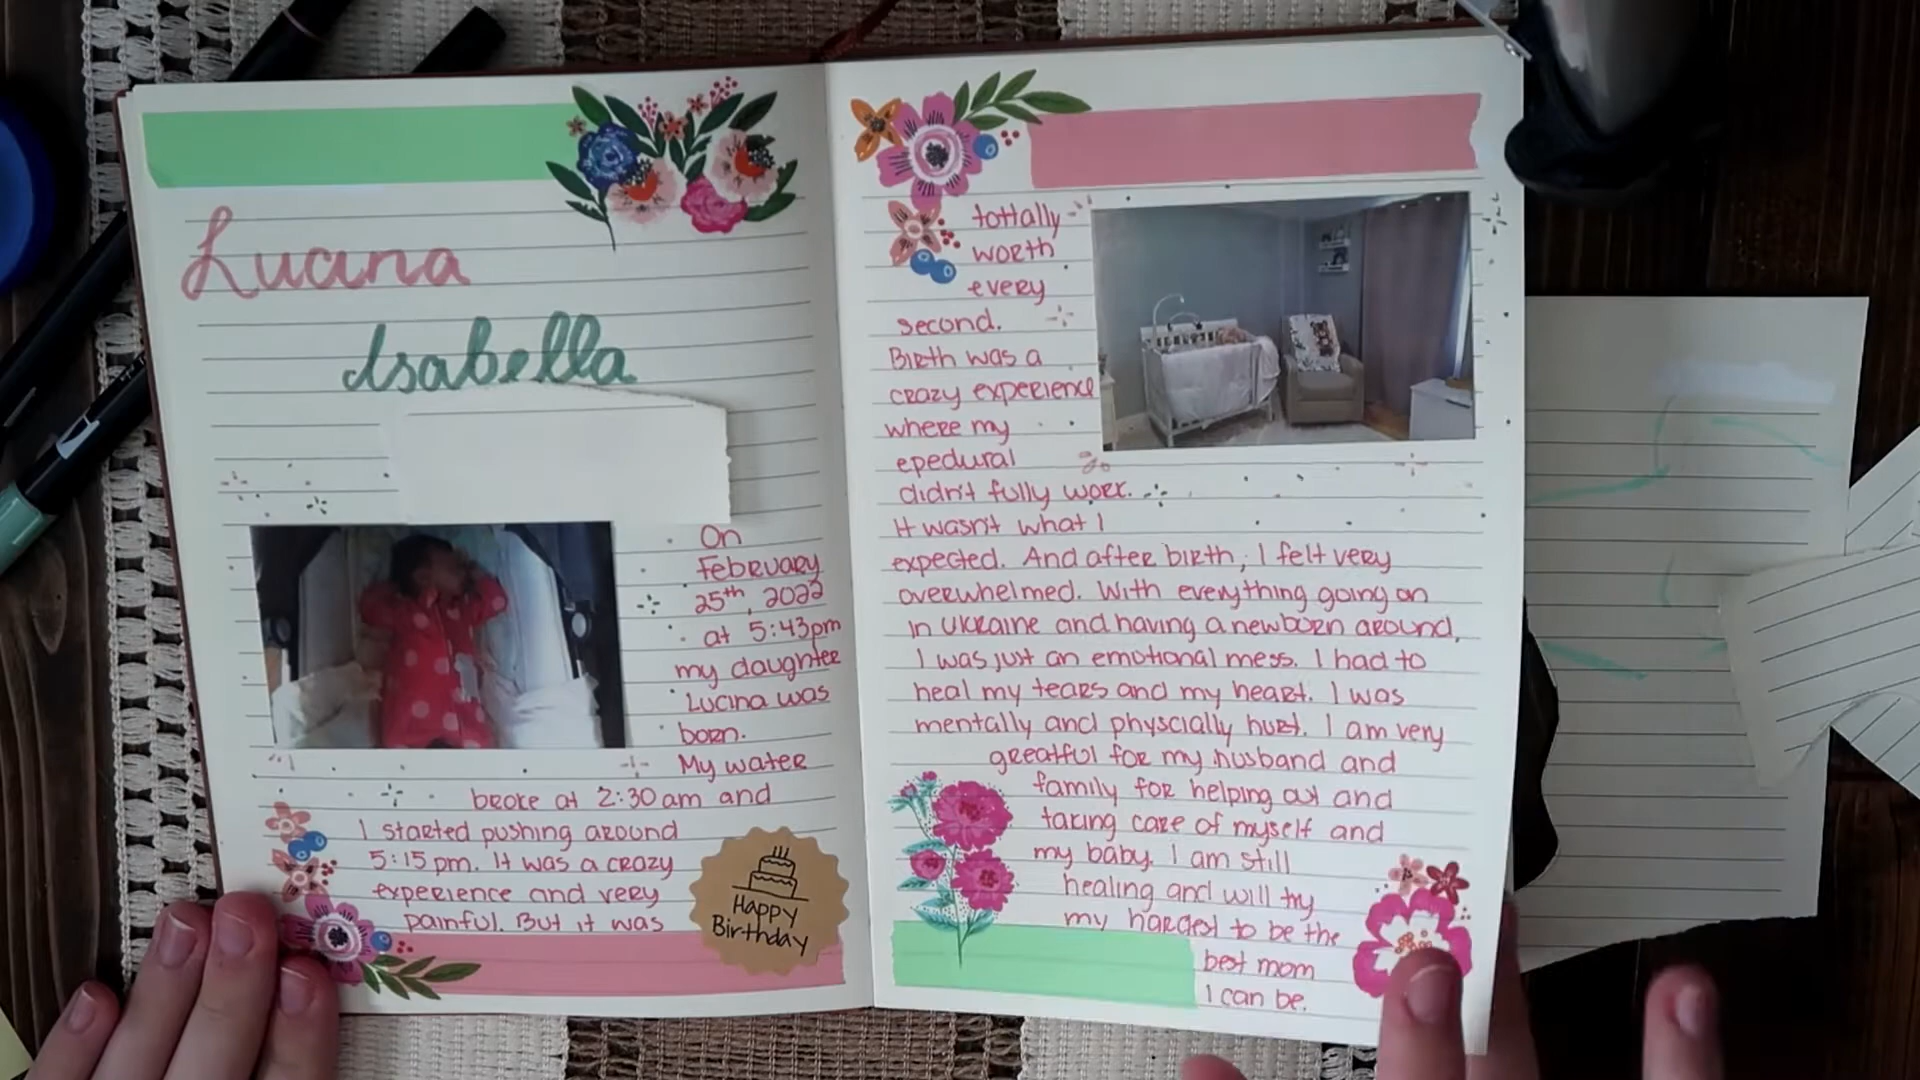 Lucina
Isabella
On
February
25th, 2022
at 5:43pm
my daughter
Lucina was
born.
My water
broke at 2:30am and
I started pushing around
5:15pm. It was a crazy
experience and very
painful. But it was
Happy
Birthday
tottally
worth
every
second.
Birth was a
crazy experience
where my
epedural
didn't fully work.
It wasn't what I
expected. And after birth, I felt very
overwhelmed. With everything going on
in Ukraine and having a newborn around,
I was just an emotional mess. I had to
heal my tears and my heart. I was
mentally and physcially hurt. I am very
greatful for my husband and
family for helping out and
taking care of myself and
my baby. I am still
healing and will try
my hardest to be the
best mom
I can be.